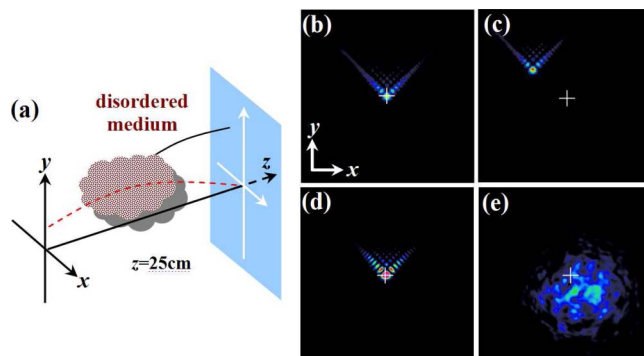 (a)
disordered
medium
y
x
z
z=25cm
(b)
y
x
(c)
(d)
(e)